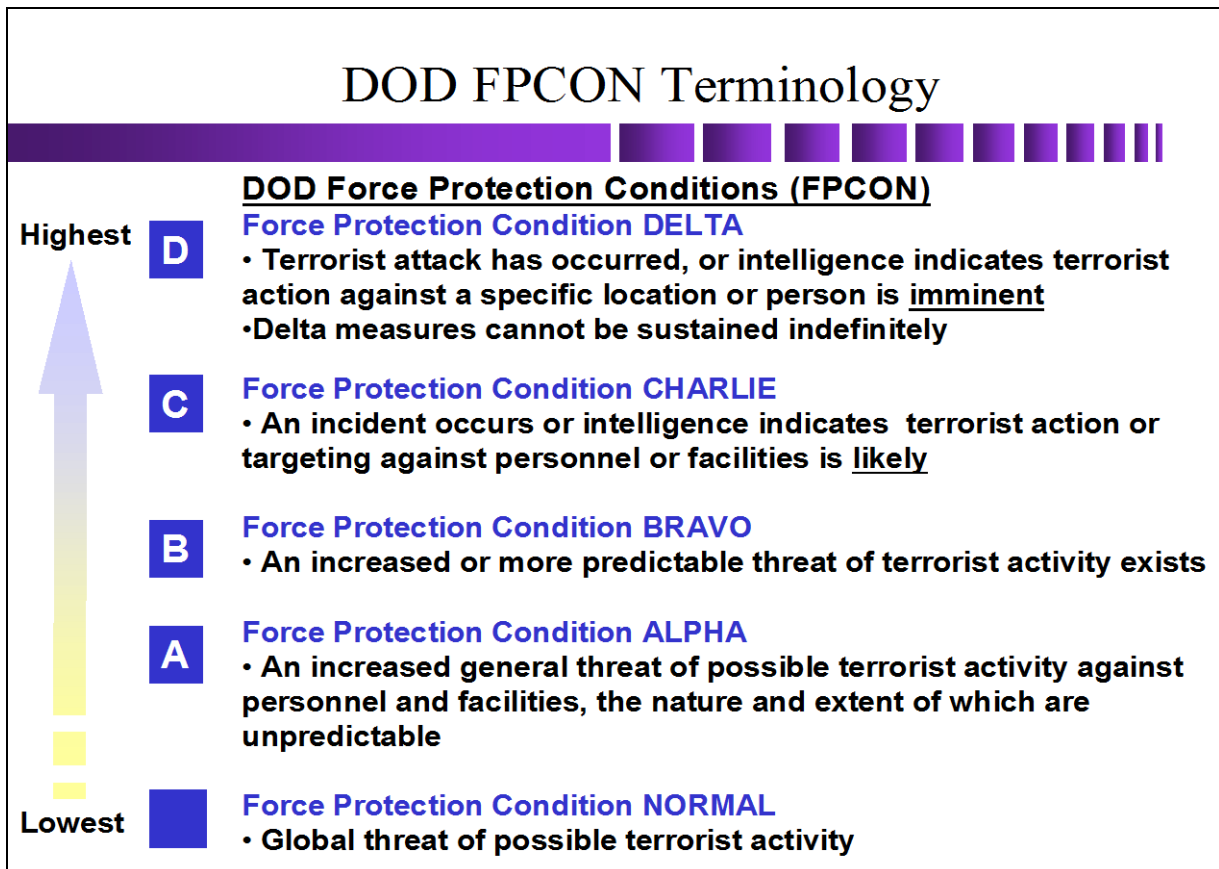 DOD FPCON Terminology
DOD Force Protection Conditions (FPCON)
Highest
D
Force Protection Condition DELTA
• Terrorist attack has occurred, or intelligence indicates terrorist
action against a specific location or person is imminent
•Delta measures cannot be sustained indefinitely
C
Force Protection Condition CHARLIE
• An incident occurs or intelligence indicates terrorist action or
targeting against personnel or facilities is likely
B
Force Protection Condition BRAVO
• An increased or more predictable threat of terrorist activity exists
A
Force Protection Condition ALPHA
• An increased general threat of possible terrorist activity against
personnel and facilities, the nature and extent of which are
unpredictable
Lowest
Force Protection Condition NORMAL
• Global threat of possible terrorist activity